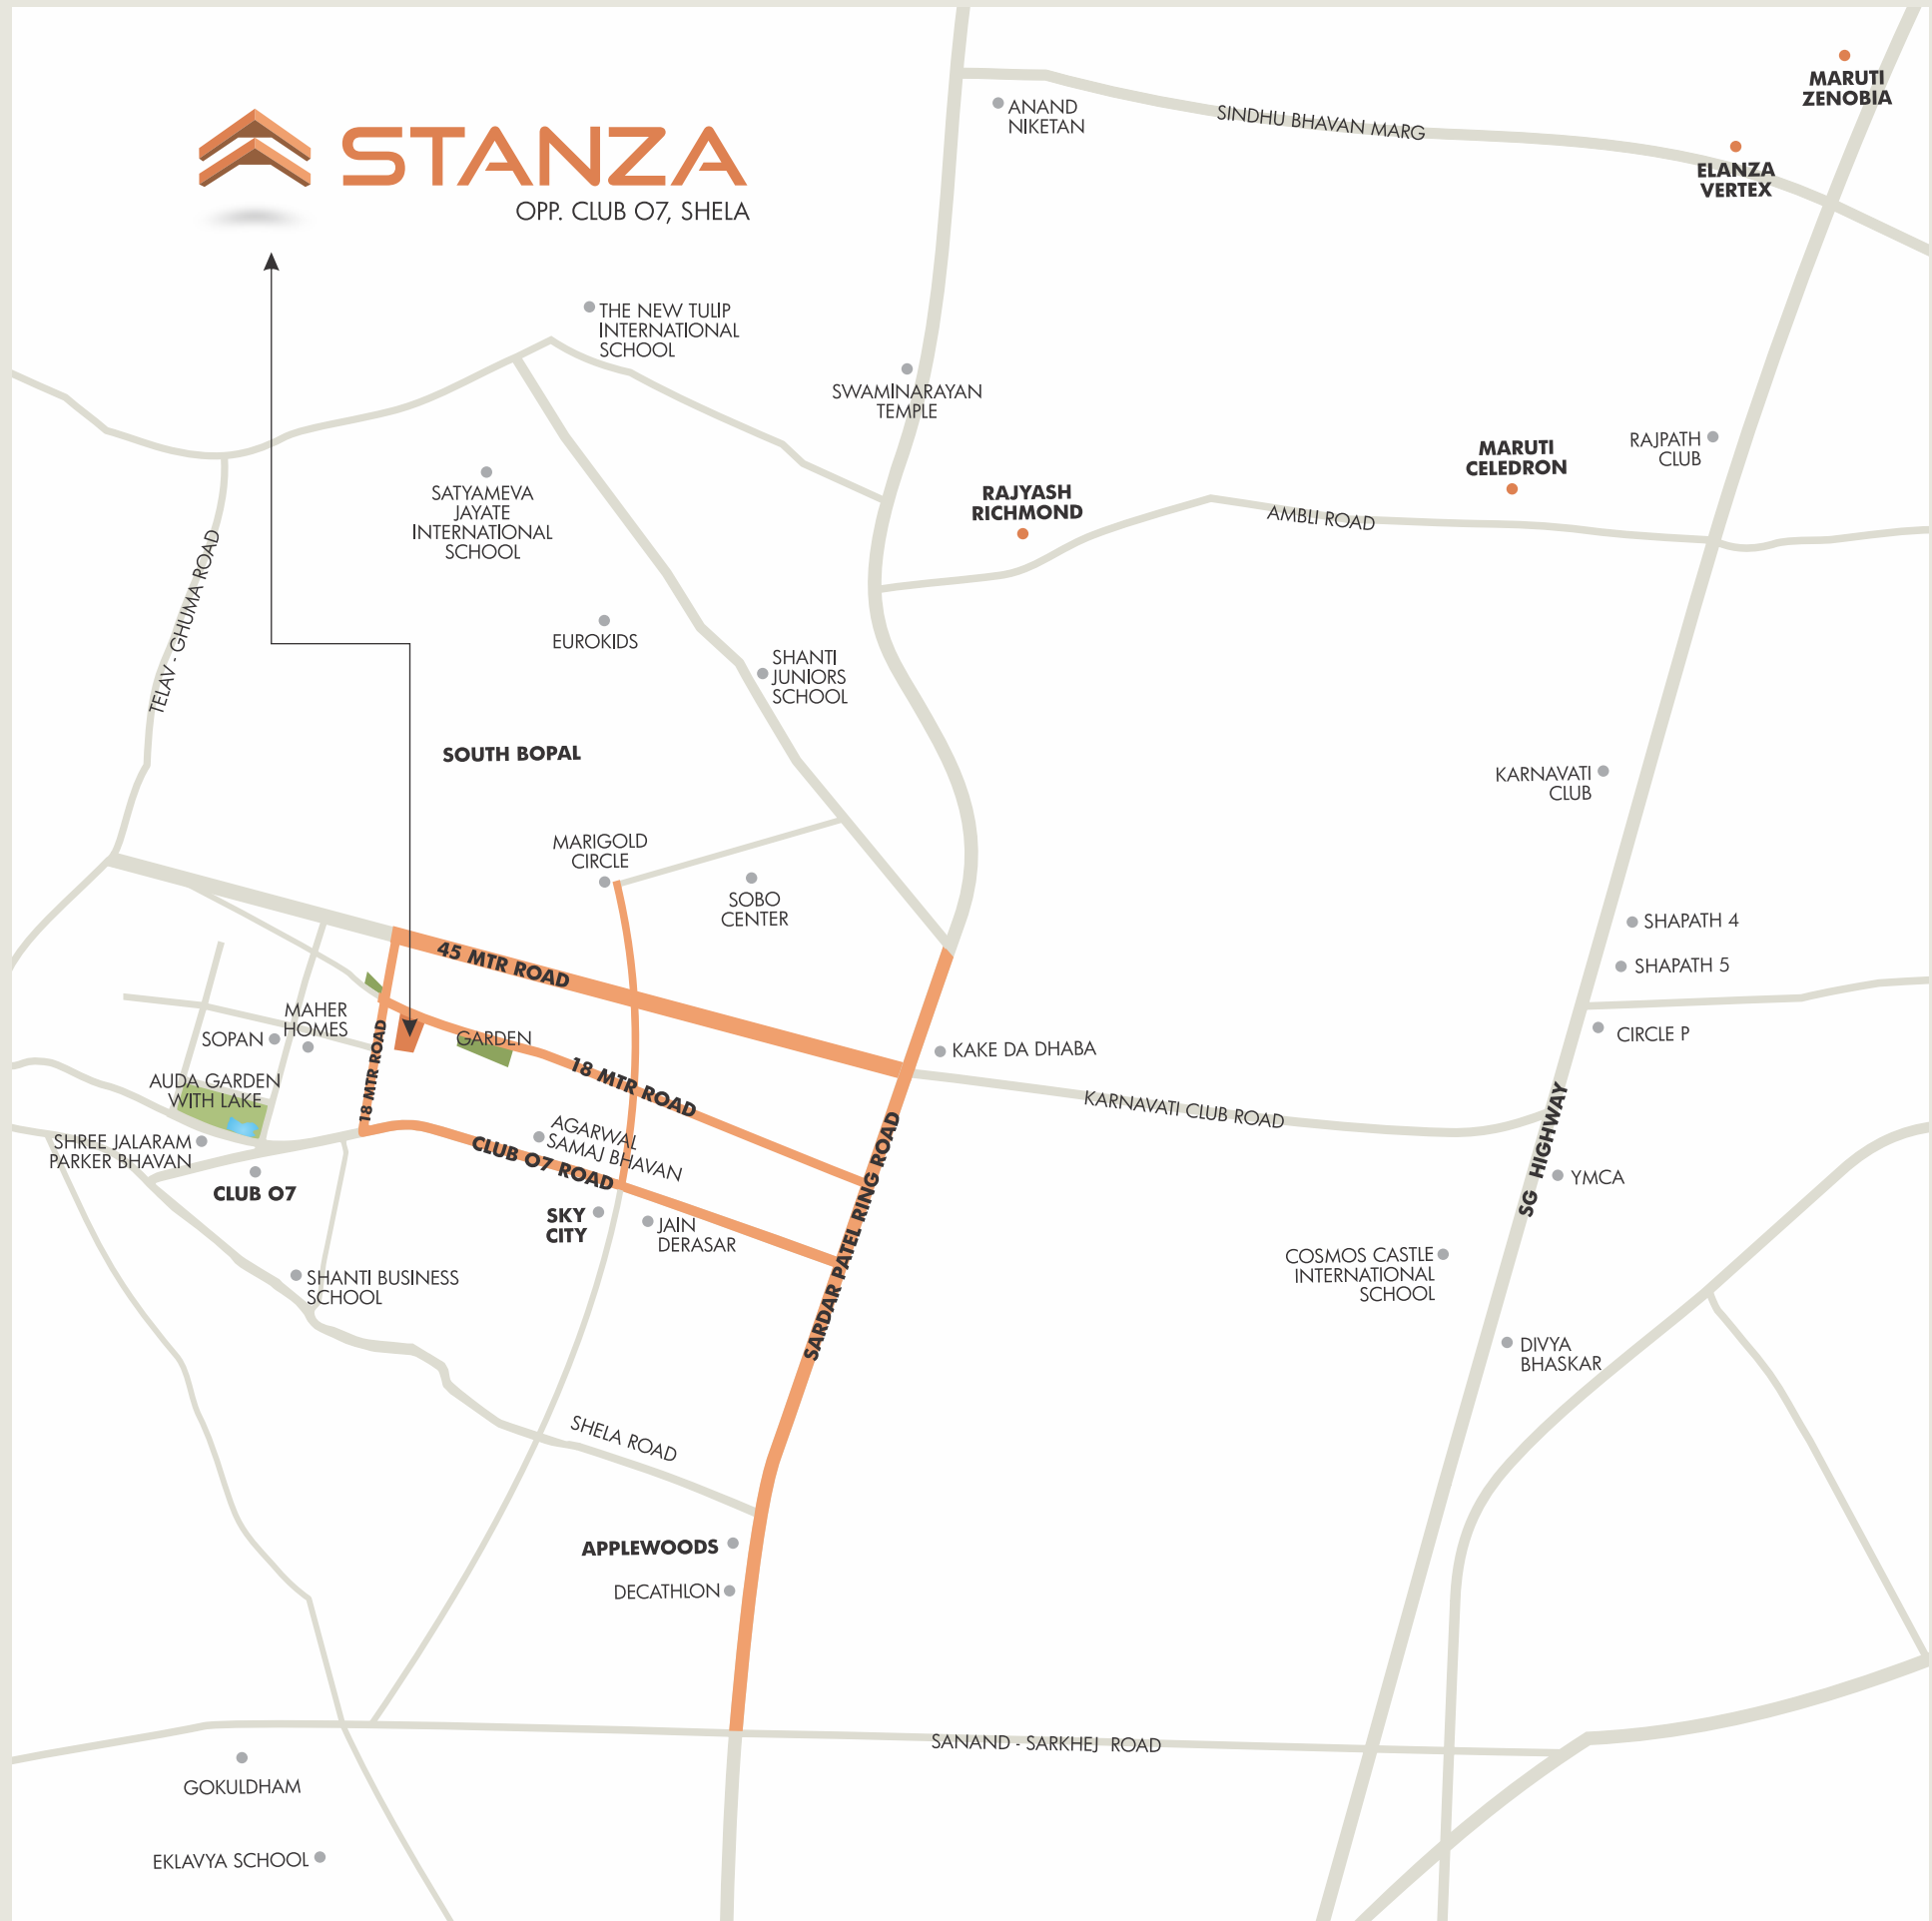 STANZA
OPP. CLUB O7, SHELA
MARUTI
ZENOBIA
ANAND
NIKETAN
SINDHU BHAVAN MARG
ELANZA
VERTEX
THE NEW TULIP
INTERNATIONAL
SCHOOL
SWAMINARAYAN
TEMPLE
RAJPATH
CLUB
MARUTI
CELEDRON
RAJYASH
RICHMOND
AMBLI ROAD
SATYAMEVA
JAYATE
INTERNATIONAL
SCHOOL
TELAV - GHUMA ROAD
EUROKIDS
SHANTI
JUNIORS
SCHOOL
SOUTH BOPAL
KARNAVATI
CLUB
MARIGOLD
CIRCLE
SOBO
CENTER
SHAPATH 4
SHAPATH 5
45 MTR ROAD
MAHER
HOMES
SOPAN
GARDEN
CIRCLE P
KAKE DA DHABA
18 MTR ROAD
18 MTR ROAD
AUDA GARDEN
WITH LAKE
KARNAVATI CLUB ROAD
SG HIGHWAY
SHREE JALARAM
PARKER BHAVAN
AGARWAL
SAMAJ BHAVAN
CLUB O7 ROAD
CLUB O7
SARDAR PATEL RING ROAD
YMCA
SKY
CITY
JAIN
DERASAR
COSMOS CASTLE
INTERNATIONAL
SCHOOL
SHANTI BUSINESS
SCHOOL
DIVYA
BHASKAR
SHELA ROAD
APPLEWOODS
DECATHLON
SANAND - SARKHEJ ROAD
GOKULDHAM
EKLAVYA SCHOOL